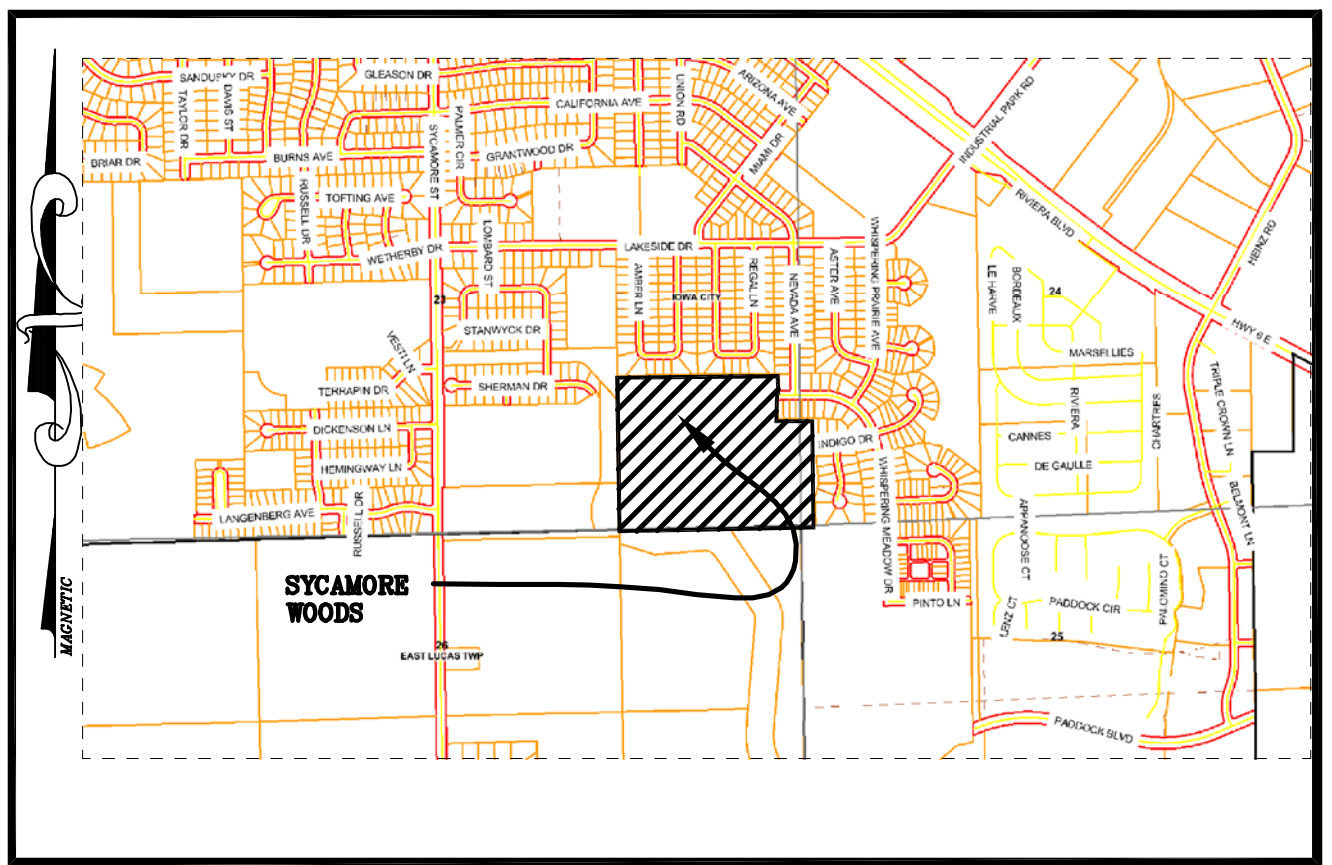 SANDUSKY DR
TAYLOR DR
DAVIS ST
GLEASON DR
PALMER CIR
SYCAMORE ST
CALIFORNIA AVE
UNION RD
ARIZONA AVE
INDUSTRIAL PARK RD
BRIAR DR
BURNS AVE
GRANTWOOD DR
MIAMI DR
RUSSELL DR
TOFTING AVE
RIVIERA BLVD
WETHERBY DR
LOMBARD ST
LAKESIDE DR
WHISPERING PRAIRIE AVE
HEINZ RD
AMBER LN
REGAL LN
NEVADA AVE
ASTER AVE
LE HARVE
BORDEAUX
24
23
IOWA CITY
STANWYCK DR
HWY 6 E
VESTI LN
MARSELLIES
TERRAPIN DR
SHERMAN DR
RIVIERA
CHARTRES
TRIPLE CROWN LN
DICKENSON LN
INDIGO DR
CANNES
HEMINGWAY LN
DE GAULLE
WHISPERING MEADOW DR
LANGENBERG AVE
RUSSELL DR
APPANOOSE CT
BELMONT LN
MAGNETIC
SYCAMORE
WOODS
PINTO LN
LENZ CT
PADDOCK CIR
PALOMINO CT
26
EAST LUCAS TWP
25
PADDOCK BLVD